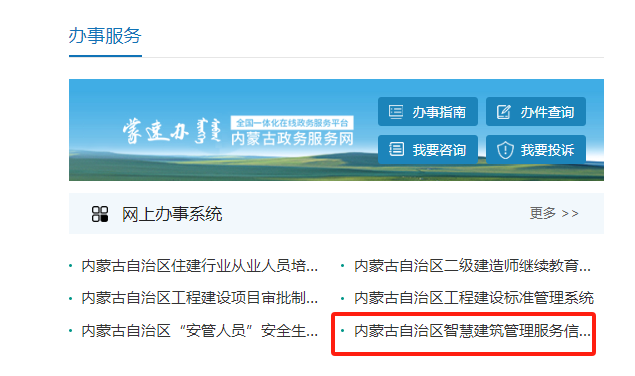 办事服务
蒙速办
全国一体化在线政务服务平台
内蒙古政务服务网
办事指南
办件查询
我要咨询
我要投诉
网上办事系统
更多 >>
内蒙古自治区住建行业从业人员培...
内蒙古自治区二级建造师继续教育...
内蒙古自治区工程建设项目审批制...
内蒙古自治区工程建设标准管理系统
内蒙古自治区“安管人员”安全生...
内蒙古自治区智慧建筑管理服务信...